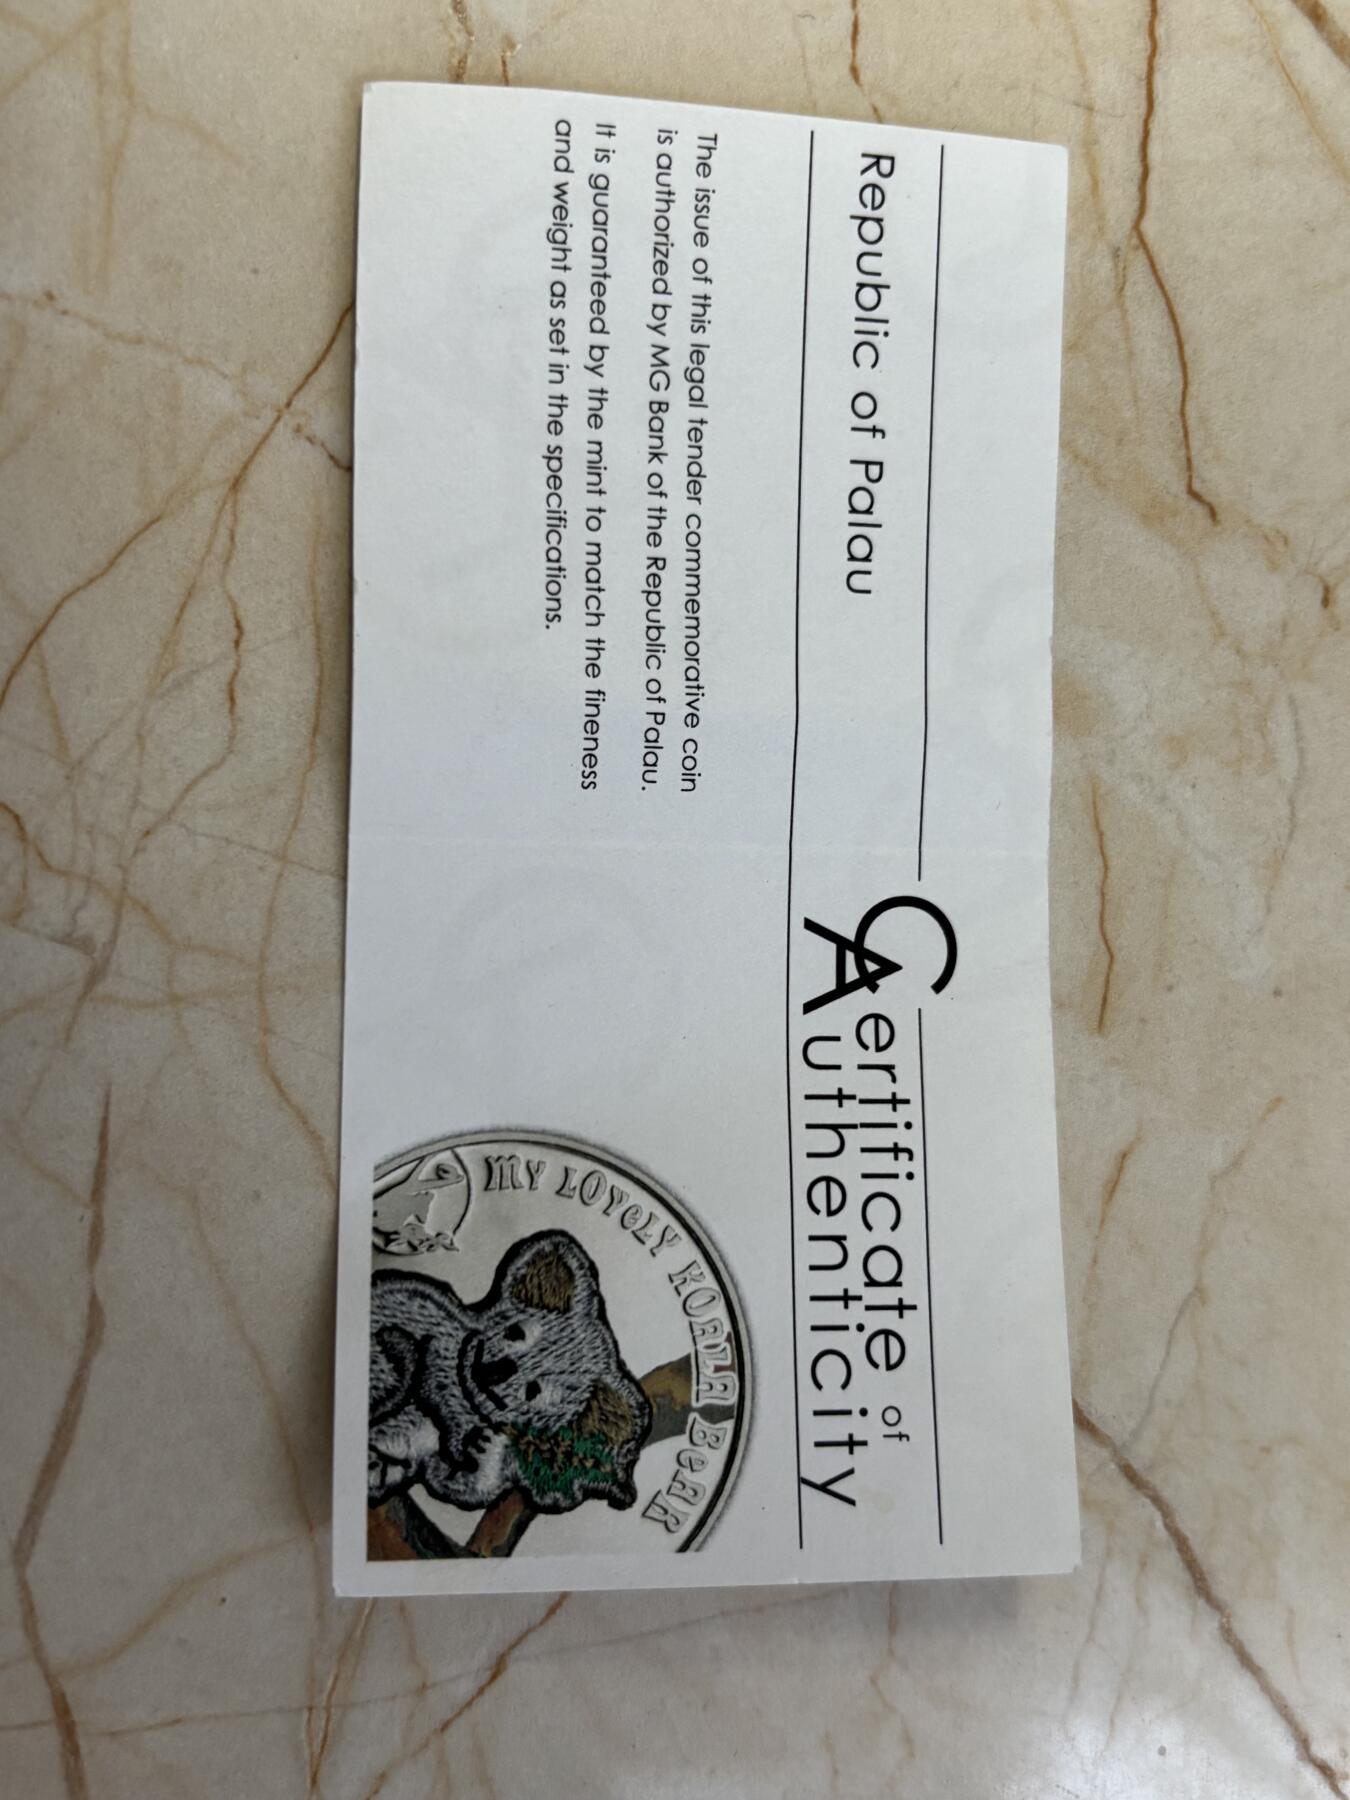 Republic of Palau
Certificate of
Authenticity
The issue of this legal tender commemorative coin
is authorized by MG Bank of the Republic of Palau.
It is guaranteed by the mint to match the fineness
and weight as set in the specifications.
MY LOVELY KOALA BEAR